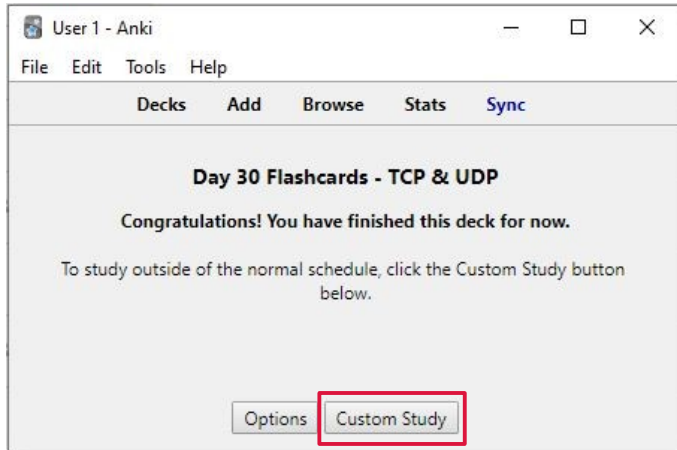 User 1 - Anki
File Edit Tools Help
Decks Add Browse Stats Sync
Day 30 Flashcards - TCP & UDP
Congratulations! You have finished this deck for now.
To study outside of the normal schedule, click the Custom Study button
below.
Options Custom Study